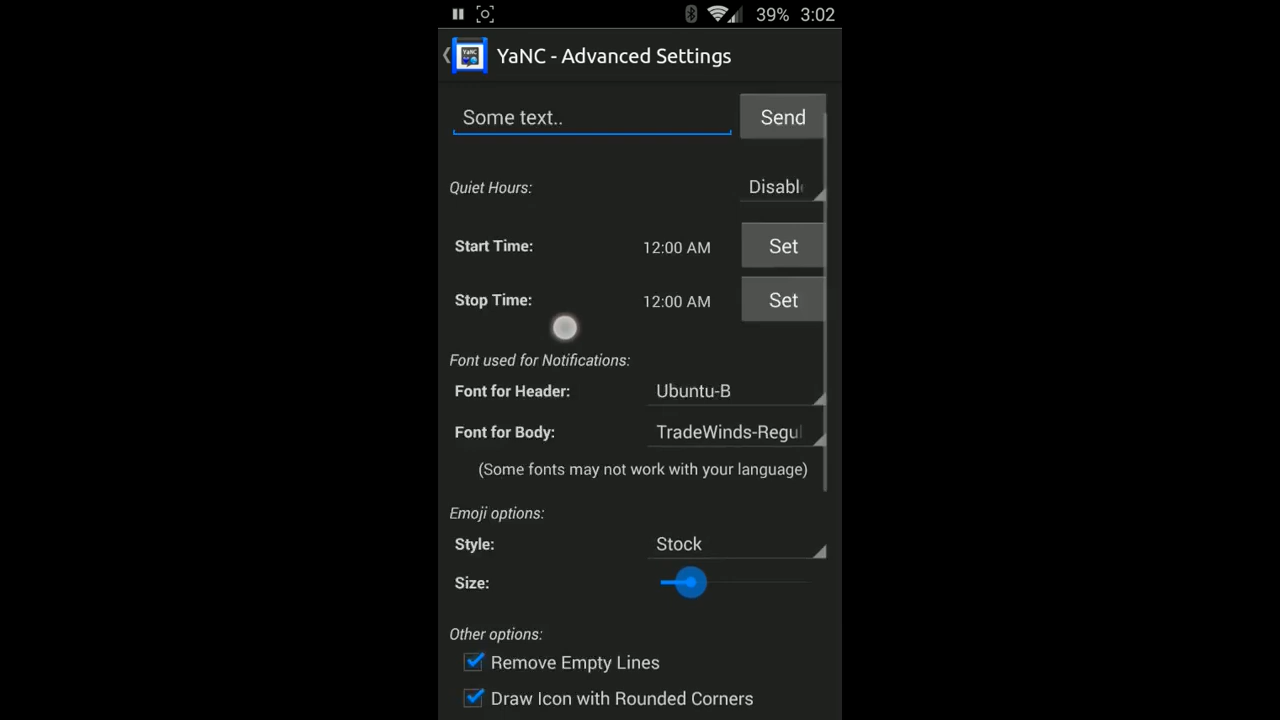 39% 3:02
YaNC - Advanced Settings
Some text.. Send
Quiet Hours: Disabl
Start Time: 12:00 AM Set
Stop Time: 12:00 AM Set
Font used for Notifications:
Font for Header: Ubuntu-B
Font for Body: TradeWinds-Regul
(Some fonts may not work with your language)
Emoji options:
Style: Stock
Size:
Other options:
Remove Empty Lines
Draw Icon with Rounded Corners